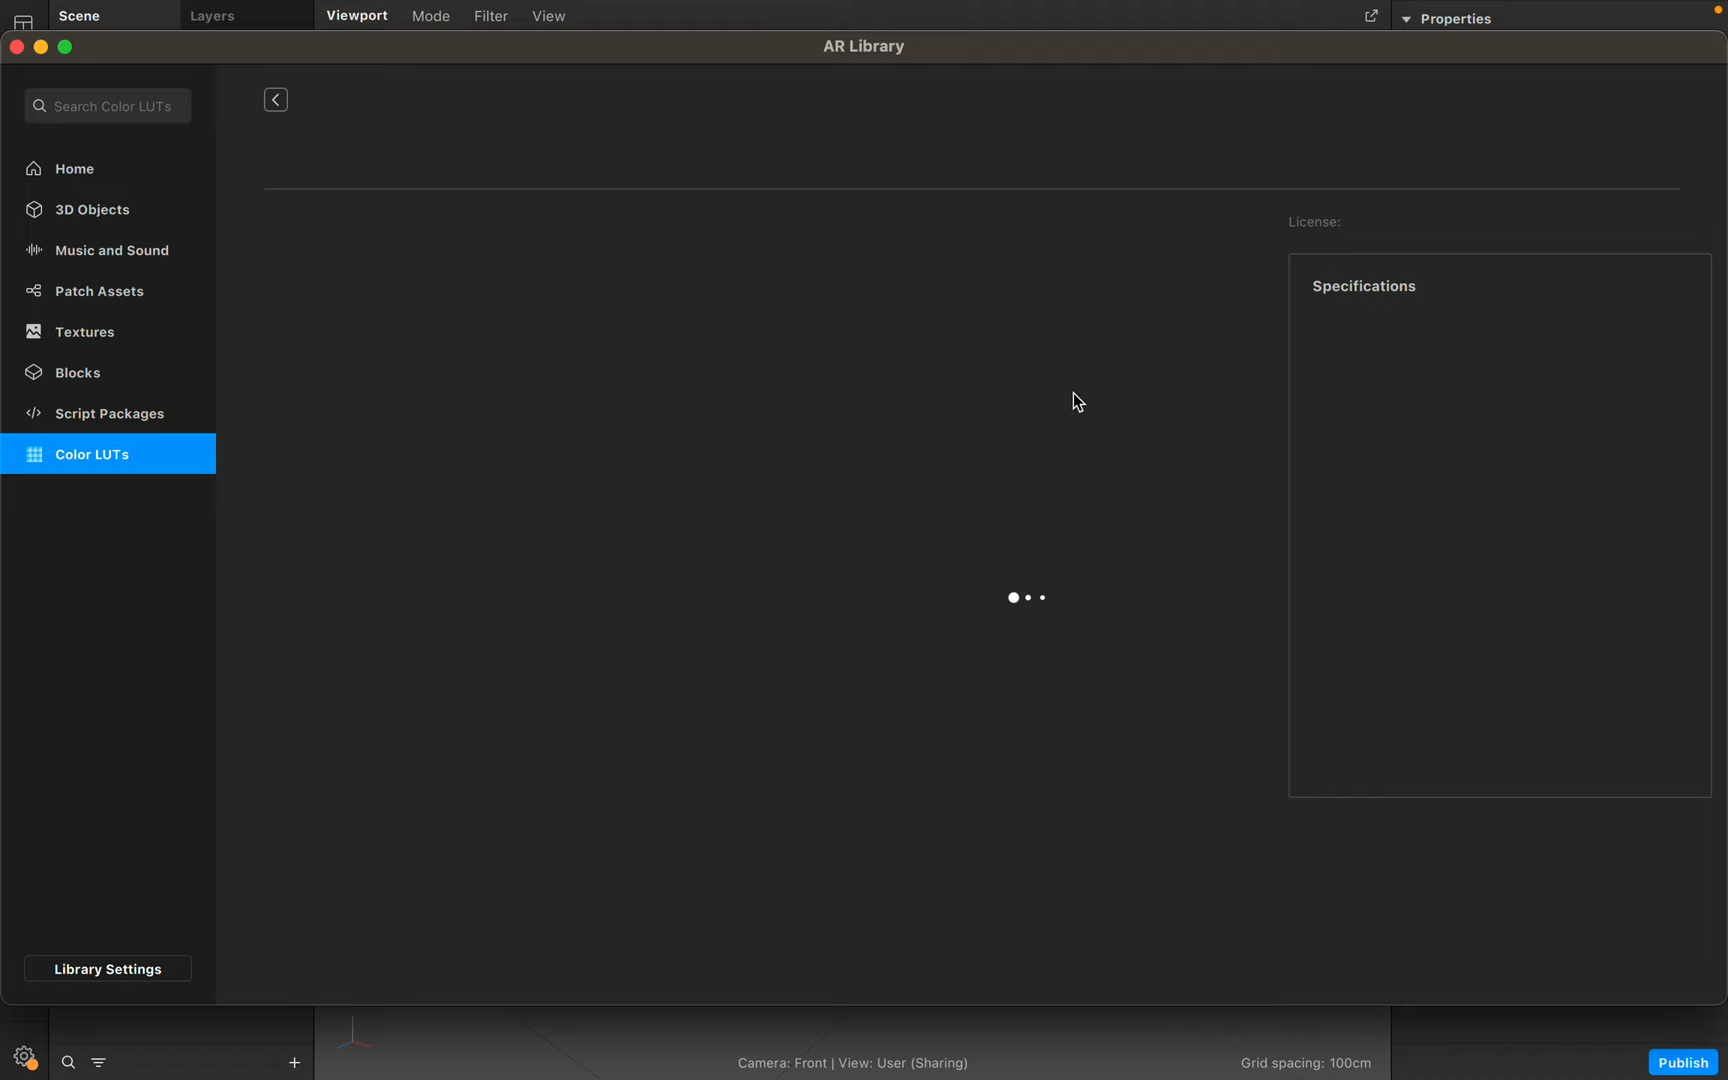 Scene
Layers
Viewport
Mode
Filter
View
Properties
AR Library
Search Color LUTs
Home
3D Objects
Music and Sound
Patch Assets
Textures
Blocks
Script Packages
Color LUTs
License:
Specifications
Library Settings
Camera: Front | View: User (Sharing)
Grid spacing: 100cm
Publish